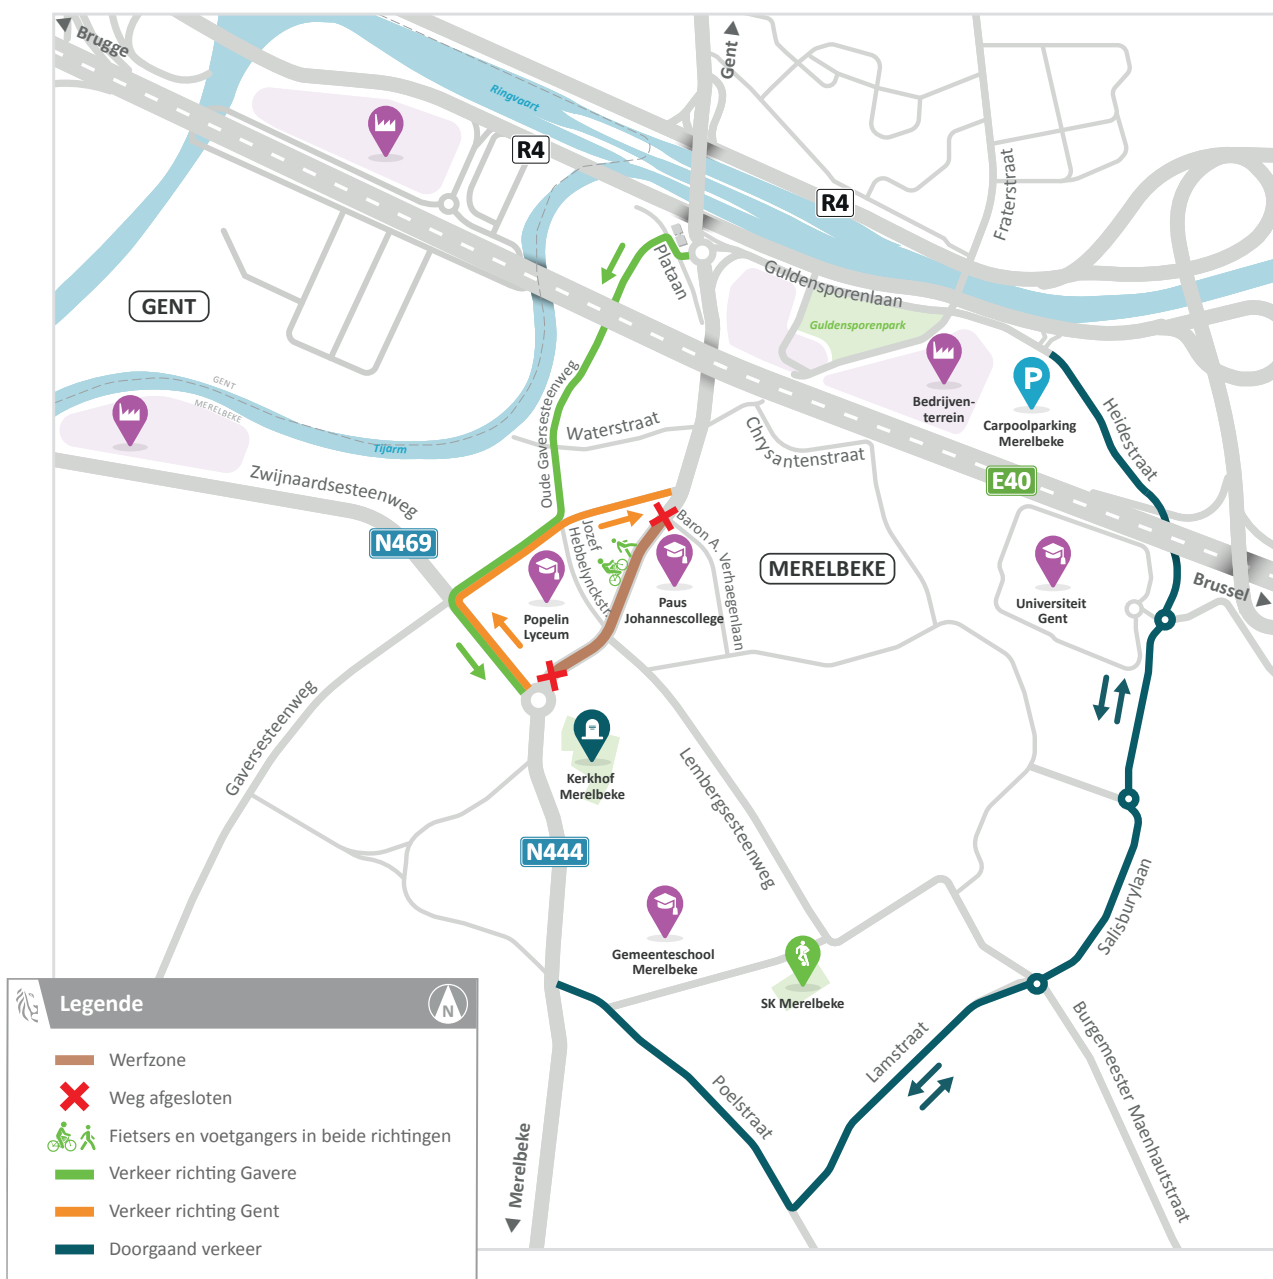 Brugge
Gent
Ringvaart
R4
R4
Fraterstraat
Plataan
Guldensporenlaan
GENT
Guldensporenpark
Bedrijven-
terrein
Carpoolparking
Merelbeke
P
Heidestraat
GENT
MERELBEKE
Tijarm
Oude Gaversesteenweg
Waterstraat
Chrysantenstraat
E40
Zwijnaardsesteenweg
N469
Jozef
Hebbelynckstr.
Baron A. Verhaegenlaan
MERELBEKE
Brussel
Popelin
Lyceum
Paus
Johannescollege
Universiteit
Gent
Gaversesteenweg
Kerkhof
Merelbeke
Lembergsesteenweg
N444
Salisburylaan
Gemeenteschool
Merelbeke
SK Merelbeke
Lamstraat
Poelstraat
Burgemeester Maenhautstraat
Merelbeke
Legende
N
Werfzone
Weg afgesloten
Fietsers en voetgangers in beide richtingen
Verkeer richting Gavere
Verkeer richting Gent
Doorgaand verkeer